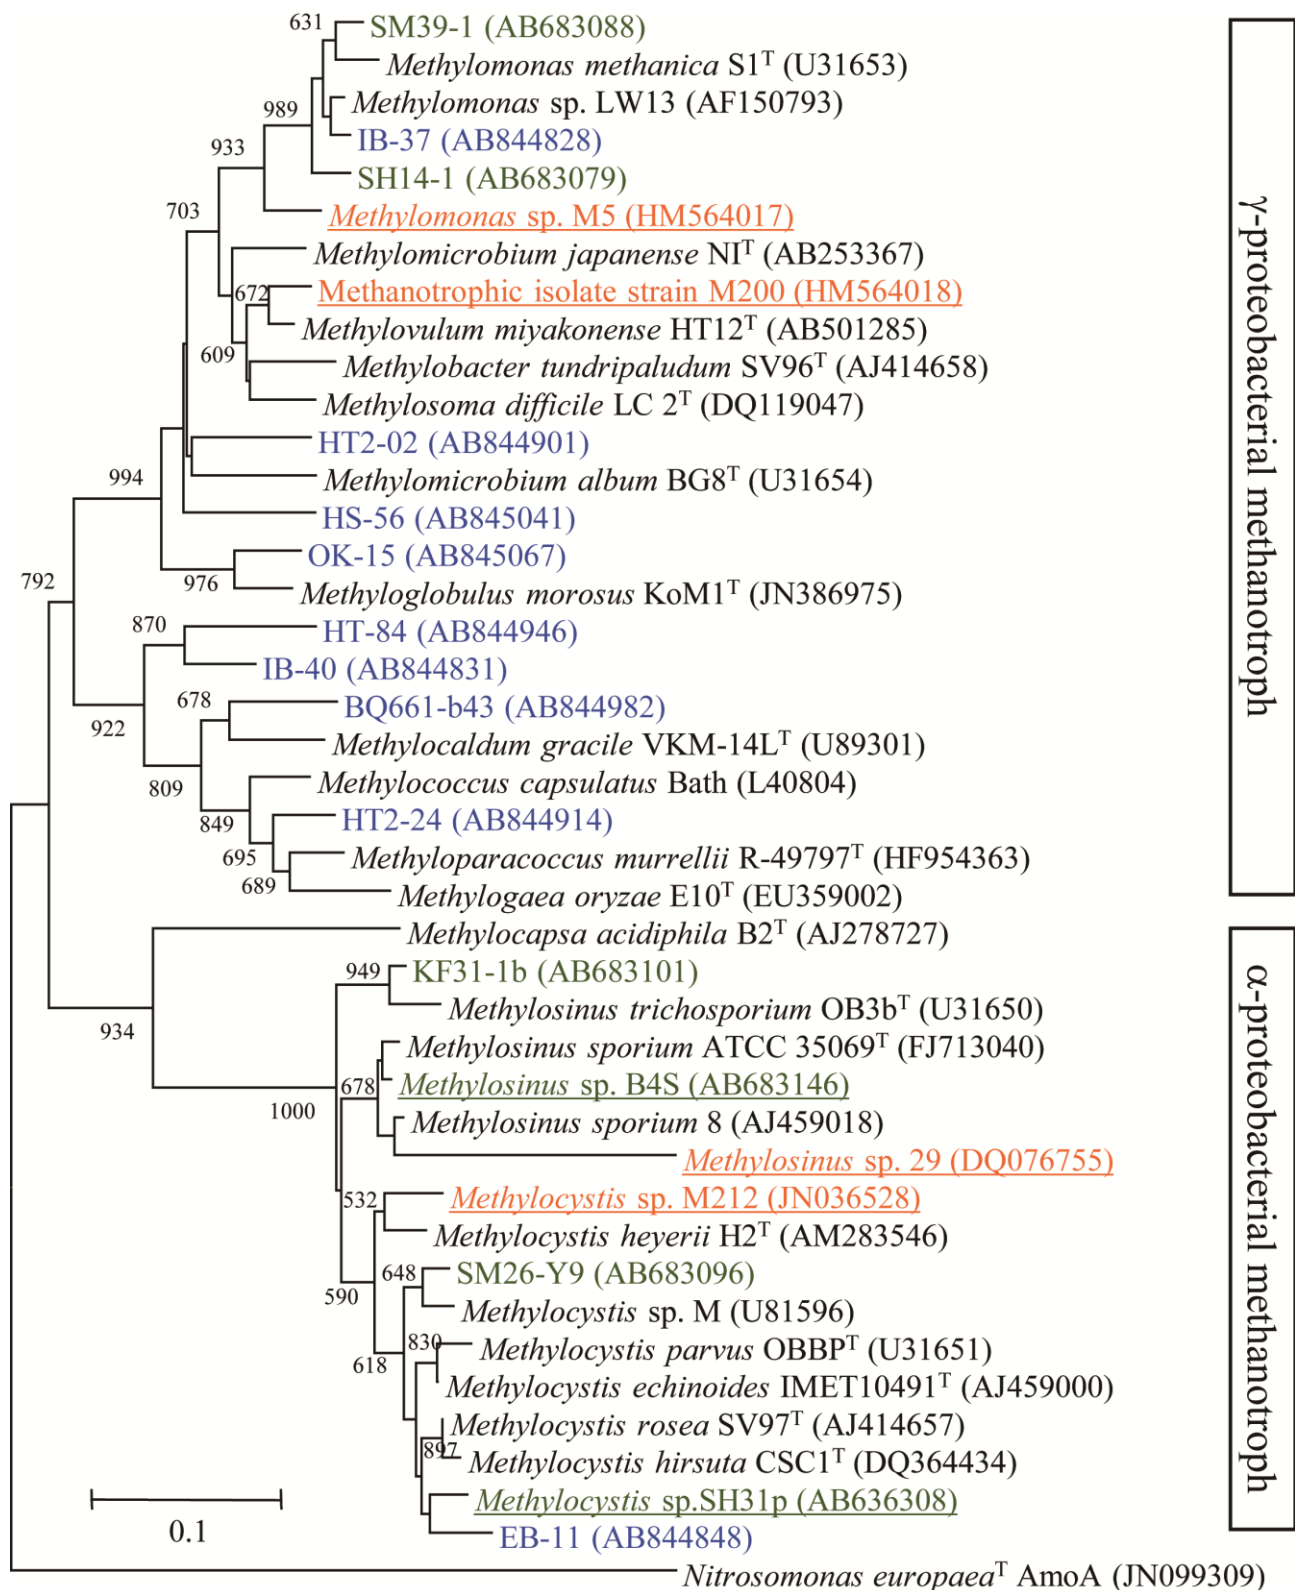 631
SM39-1 (AB683088)
Methylomonas methanica S1ᵀ (U31653)
Methylomonas sp. LW13 (AF150793)
989
IB-37 (AB844828)
933
SH14-1 (AB683079)
703
Methylomonas sp. M5 (HM564017)
Methylomicrobium japanense NIᵀ (AB253367)
672
Methanotrophic isolate strain M200 (HM564018)
Methylovulum miyakonense HT12ᵀ (AB501285)
609
Methylobacter tundripaludum SV96ᵀ (AJ414658)
Methylosoma difficile LC 2ᵀ (DQ119047)
HT2-02 (AB844901)
994
Methylomicrobium album BG8ᵀ (U31654)
HS-56 (AB845041)
OK-15 (AB845067)
792
976
Methyloglobulus morosus KoM1ᵀ (JN386975)
870
HT-84 (AB844946)
IB-40 (AB844831)
678
BQ661-b43 (AB844982)
922
Methylocaldum gracile VKM-14Lᵀ (U89301)
809
Methylococcus capsulatus Bath (L40804)
849
HT2-24 (AB844914)
695
Methyloparacoccus murrellii R-49797ᵀ (HF954363)
689
Methylogaea oryzae E10ᵀ (EU359002)
γ-proteobacterial methanotroph
Methylocapsa acidiphila B2ᵀ (AJ278727)
949
KF31-1b (AB683101)
Methylosinus trichosporium OB3bᵀ (U31650)
934
Methylosinus sporium ATCC 35069ᵀ (FJ713040)
678
Methylosinus sp. B4S (AB683146)
1000
Methylosinus sporium 8 (AJ459018)
Methylosinus sp. 29 (DQ076755)
532
Methylocystis sp. M212 (JN036528)
Methylocystis heyerii H2ᵀ (AM283546)
648
SM26-Y9 (AB683096)
590
Methylocystis sp. M (U81596)
830
Methylocystis parvus OBBPᵀ (U31651)
618
Methylocystis echinoides IMET10491ᵀ (AJ459000)
Methylocystis rosea SV97ᵀ (AJ414657)
897
Methylocystis hirsuta CSC1ᵀ (DQ364434)
Methylocystis sp.SH31p (AB636308)
EB-11 (AB844848)
α-proteobacterial methanotroph
0.1
Nitrosomonas europaeaᵀ AmoA (JN099309)